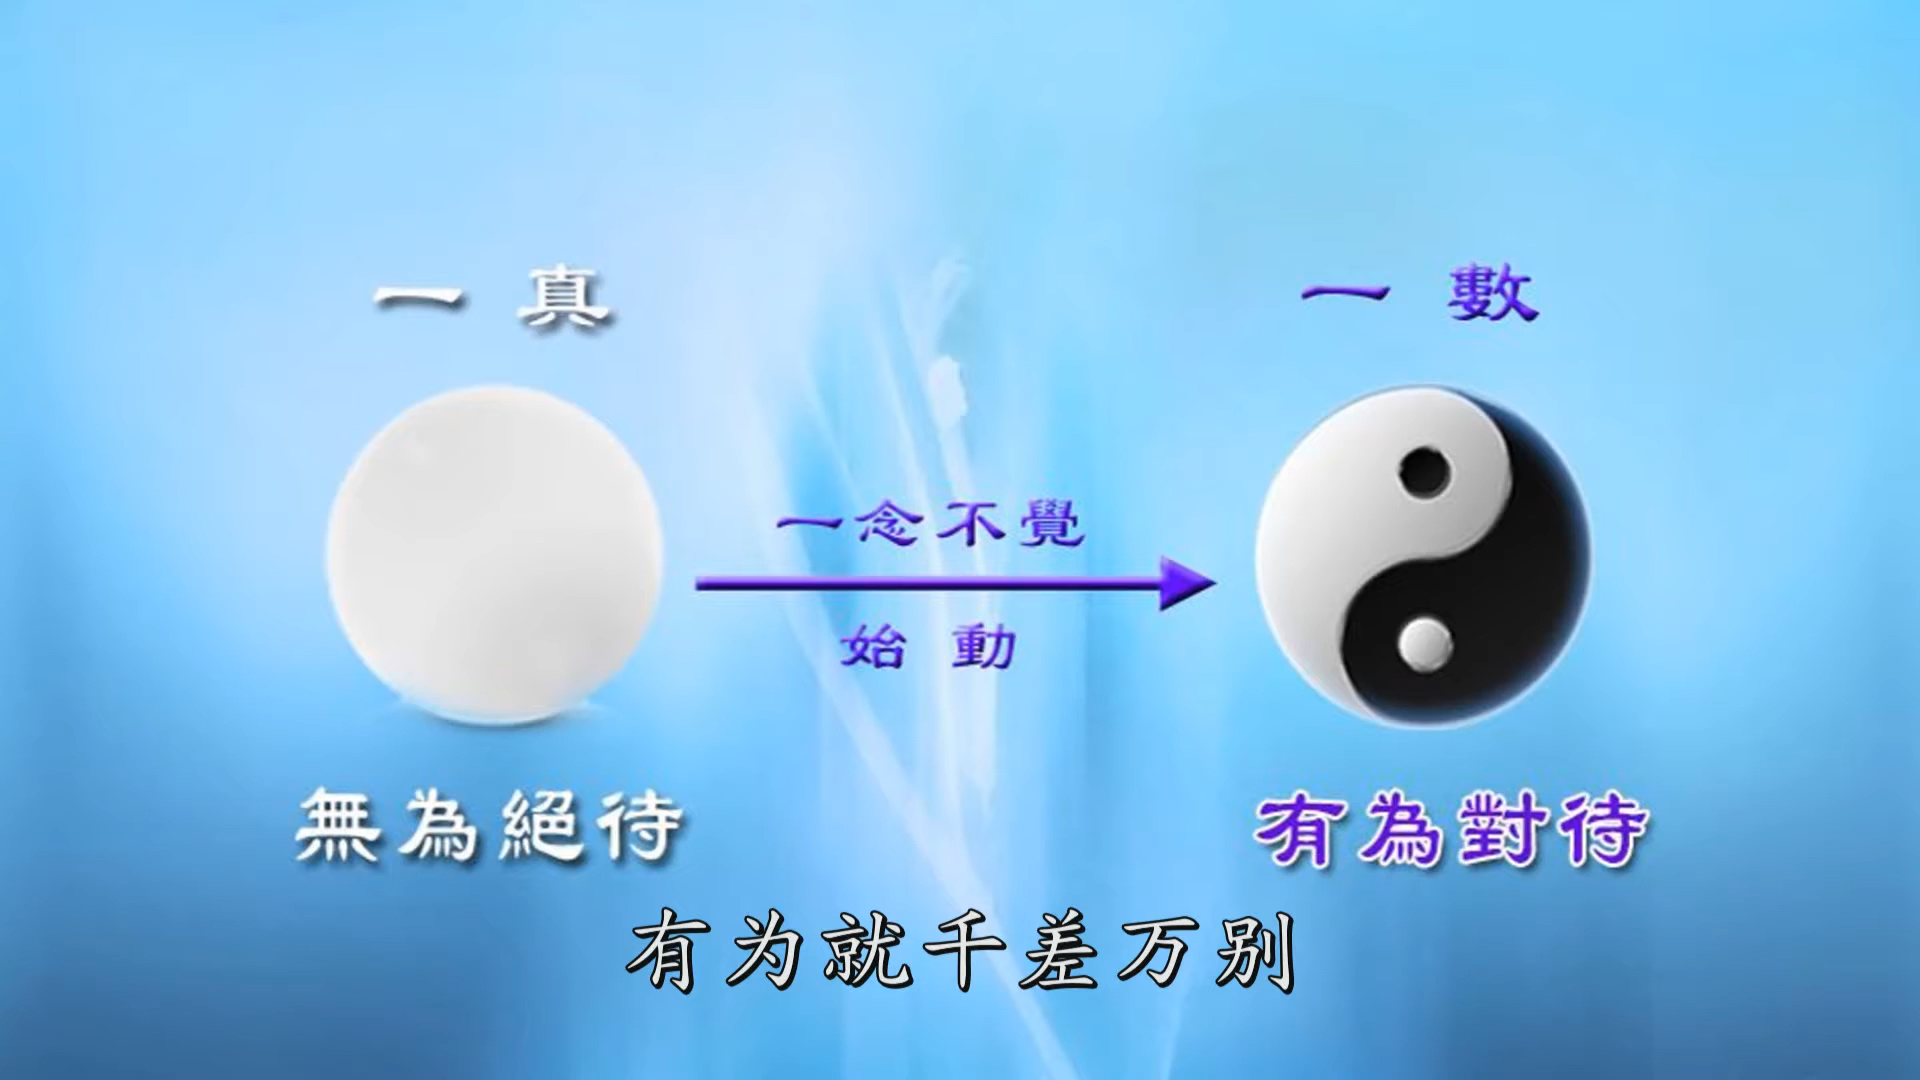 一真
一數
一念不覺
始動
無為絕待
有為對待
有为就千差万别